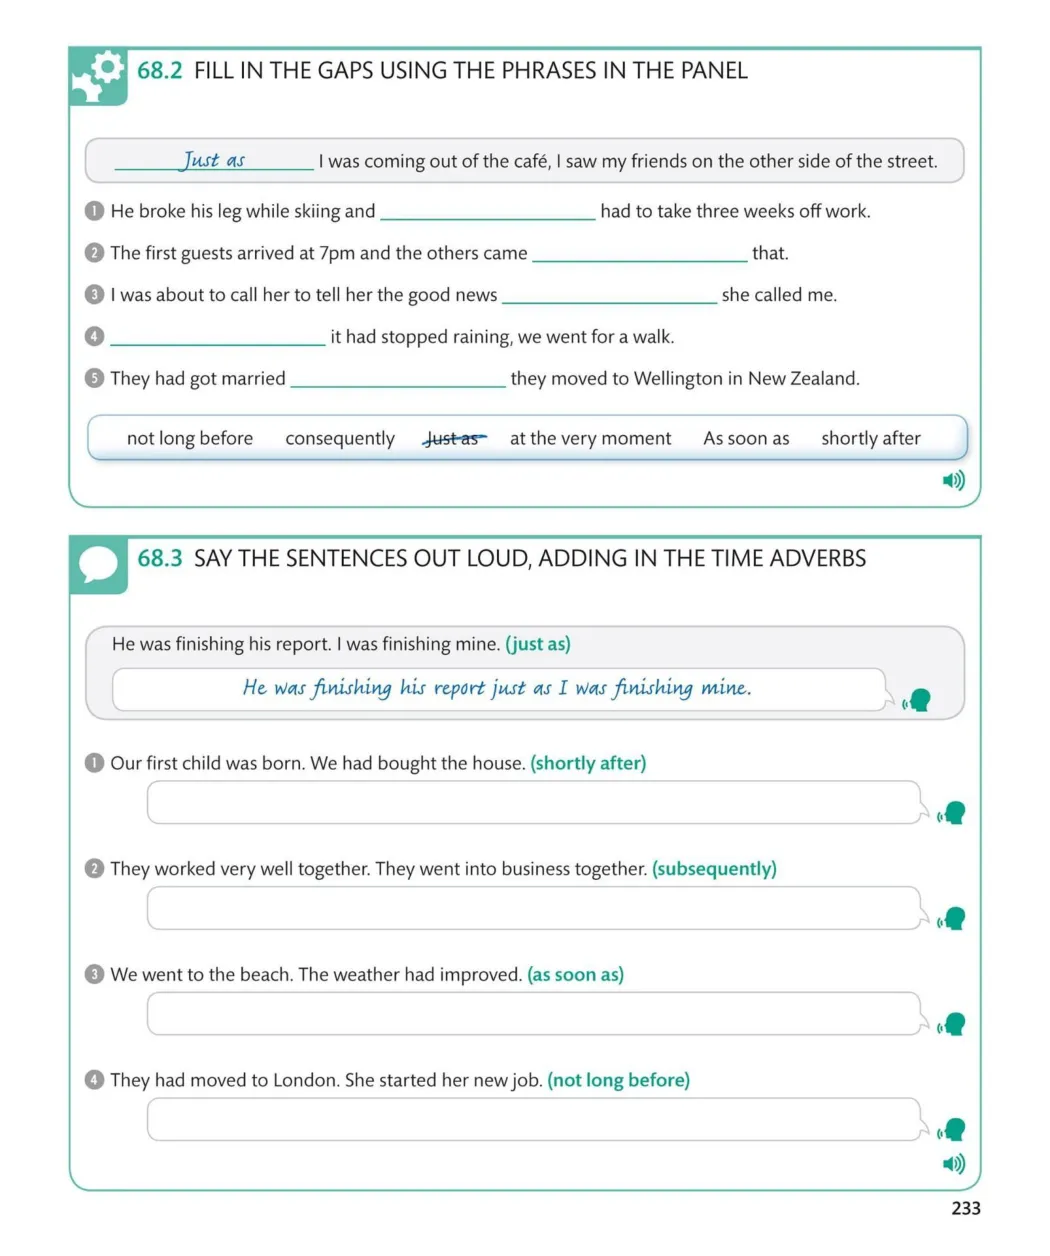 68.2 FILL IN THE GAPS USING THE PHRASES IN THE PANEL
Just as I was coming out of the café, I saw my friends on the other side of the street.
1 He broke his leg while skiing and ____ had to take three weeks off work.
2 The first guests arrived at 7pm and the others came ____ that.
3 I was about to call her to tell her the good news ____ she called me.
4 ____ it had stopped raining, we went for a walk.
5 They had got married ____ they moved to Wellington in New Zealand.
not long before consequently Just as at the very moment As soon as shortly after
68.3 SAY THE SENTENCES OUT LOUD, ADDING IN THE TIME ADVERBS
He was finishing his report. I was finishing mine. (just as)
He was finishing his report just as I was finishing mine.
1 Our first child was born. We had bought the house. (shortly after)
2 They worked very well together. They went into business together. (subsequently)
3 We went to the beach. The weather had improved. (as soon as)
4 They had moved to London. She started her new job. (not long before)
233